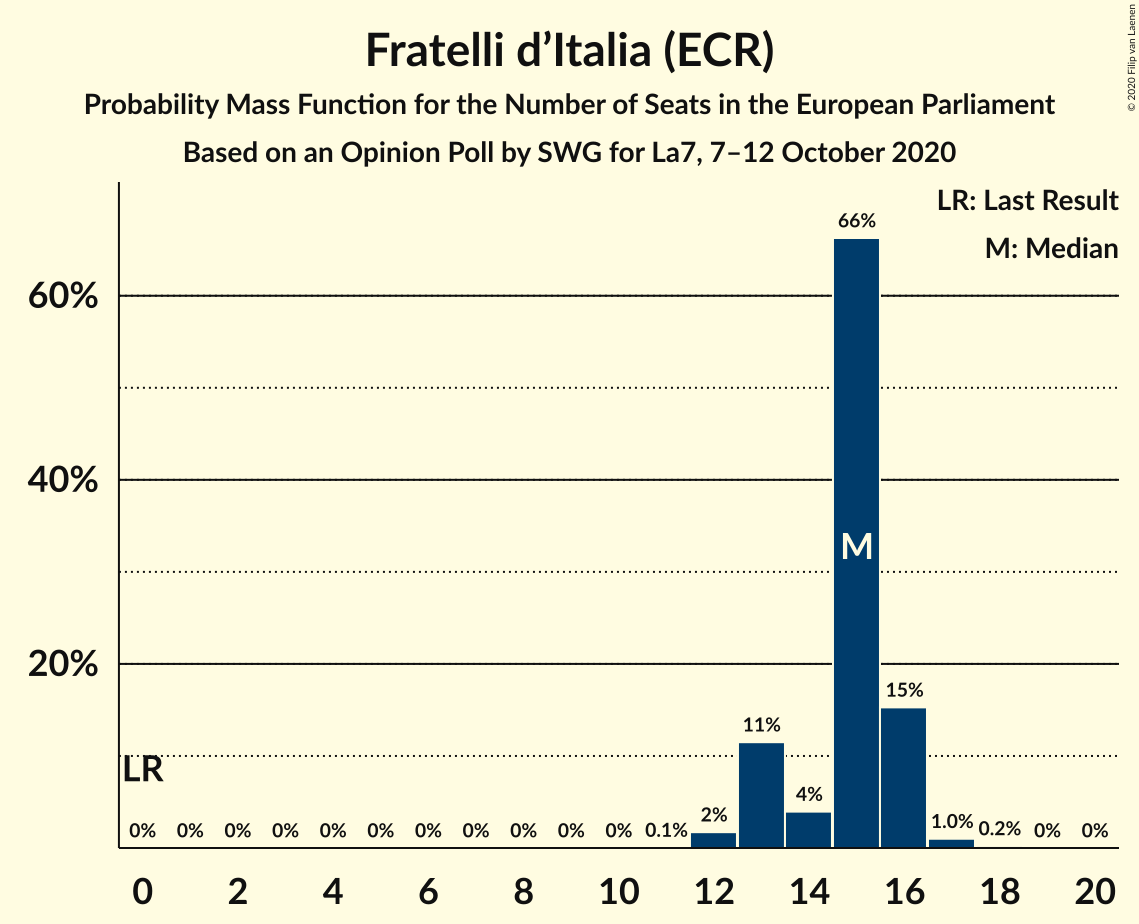 Fratelli d’Italia (ECR)
Probability Mass Function for the Number of Seats in the European Parliament
Based on an Opinion Poll by SWG for La7, 7–12 October 2020
© 2020 Filip van Laenen
LR: Last Result
M: Median
60%
40%
20%
66%
M
15%
11%
LR
0% 0% 0% 0% 0% 0% 0% 0% 0% 0% 0% 0.1% 2% 4% 1.0% 0.2% 0% 0%
0 2 4 6 8 10 12 14 16 18 20